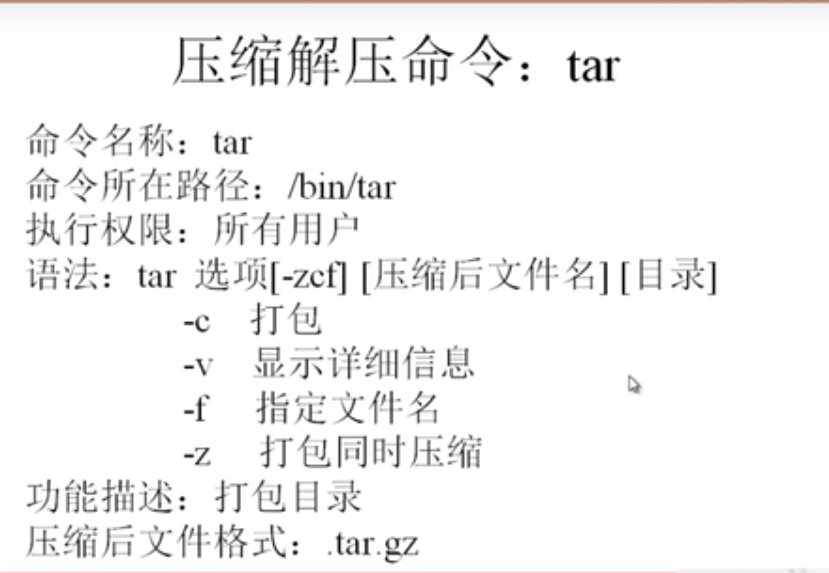 压缩解压命令：tar
命令名称：tar
命令所在路径：/bin/tar
执行权限：所有用户
语法：tar 选项[-zcf] [压缩后文件名] [目录]
-c 打包
-v 显示详细信息
-f 指定文件名
-z 打包同时压缩
功能描述：打包目录
压缩后文件格式：.tar.gz